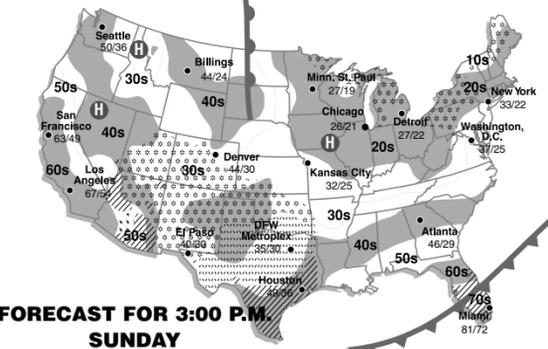 Seattle
50/36
H
Billings
44/24
30s
50s
40s
H
40s
San
Francisco
63/49
60s
Los
Angeles
67/54
50s
30s
Denver
44/30
El Paso
40/30
DFW
Metroplex
35/30
Houston
49/36
Minn. St. Paul
27/19
Chicago
26/21
H
20s
Detroit
27/22
Kansas City
32/25
30s
40s
Atlanta
46/29
50s
60s
70s
Miami
81/72
10s
20s
New York
33/22
Washington,
D.C.
37/25
FORECAST FOR 3:00 P.M.
SUNDAY